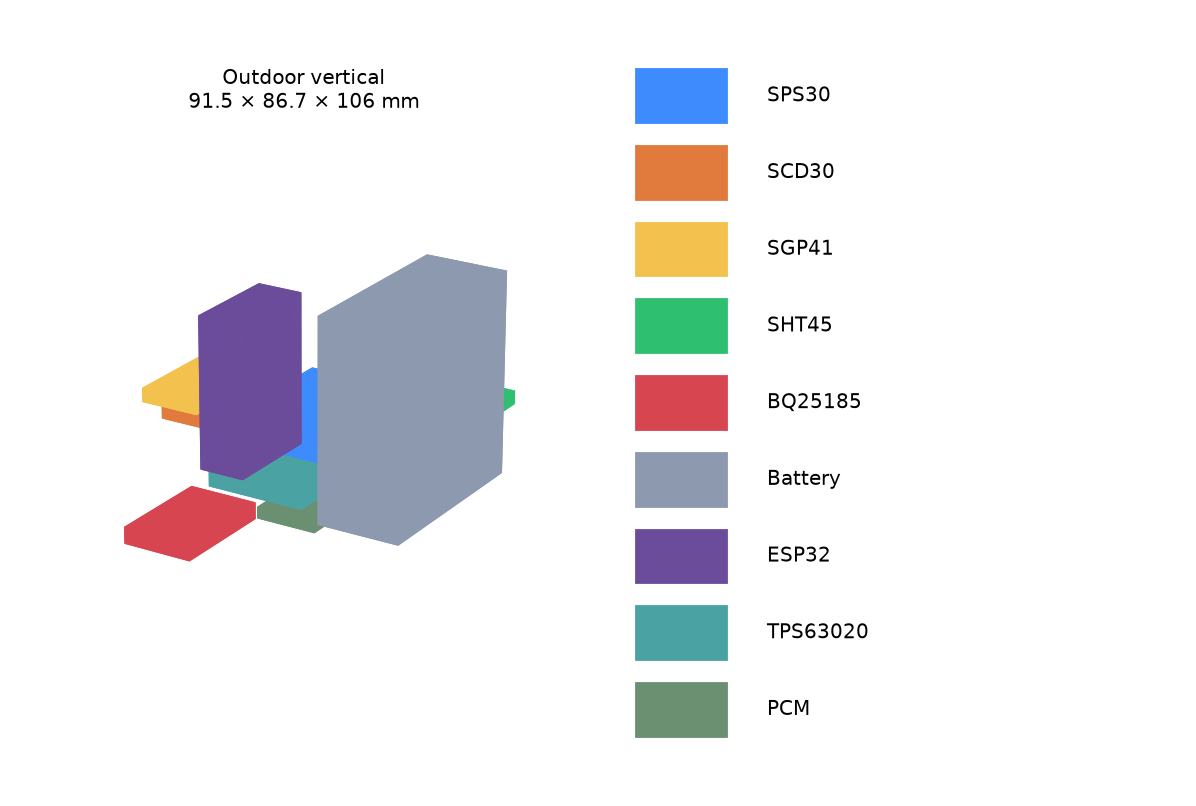 Outdoor vertical
91.5 × 86.7 × 106 mm
SPS30
SCD30
SGP41
SHT45
BQ25185
Battery
ESP32
TPS63020
PCM